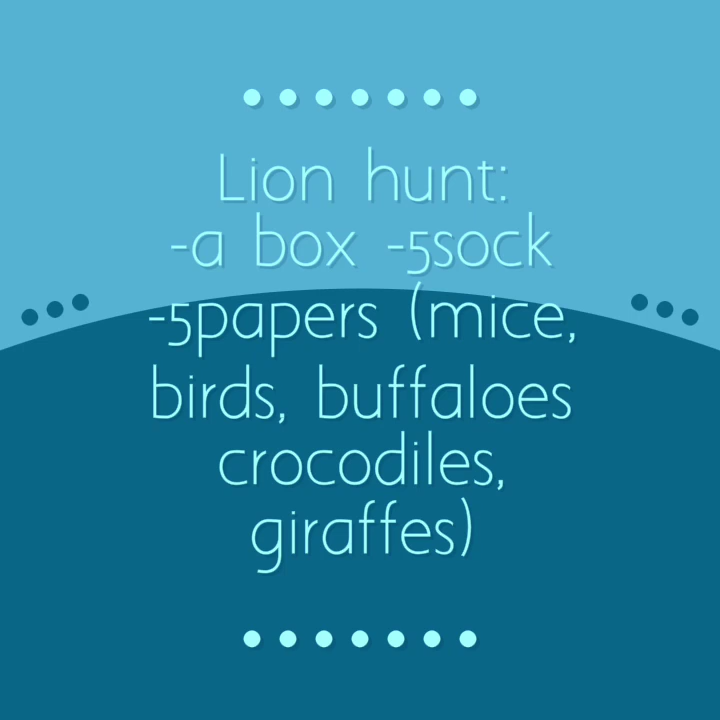 Lion hunt:
-a box -5sock
-5papers (mice,
birds, buffaloes
crocodiles,
giraffes)